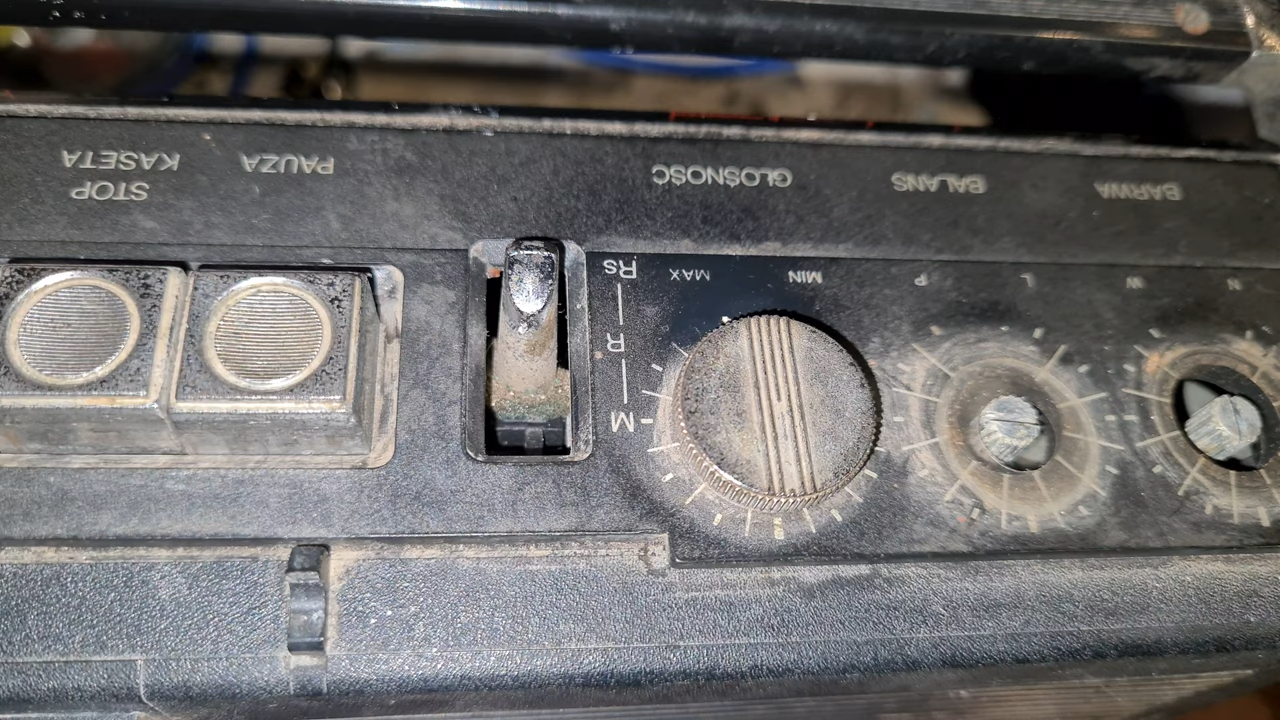 M
R
Rs
N W
L P
MIN MAX
BARWA
BALANS
GŁOŚNOŚĆ
PAUZA
STOP
KASETA